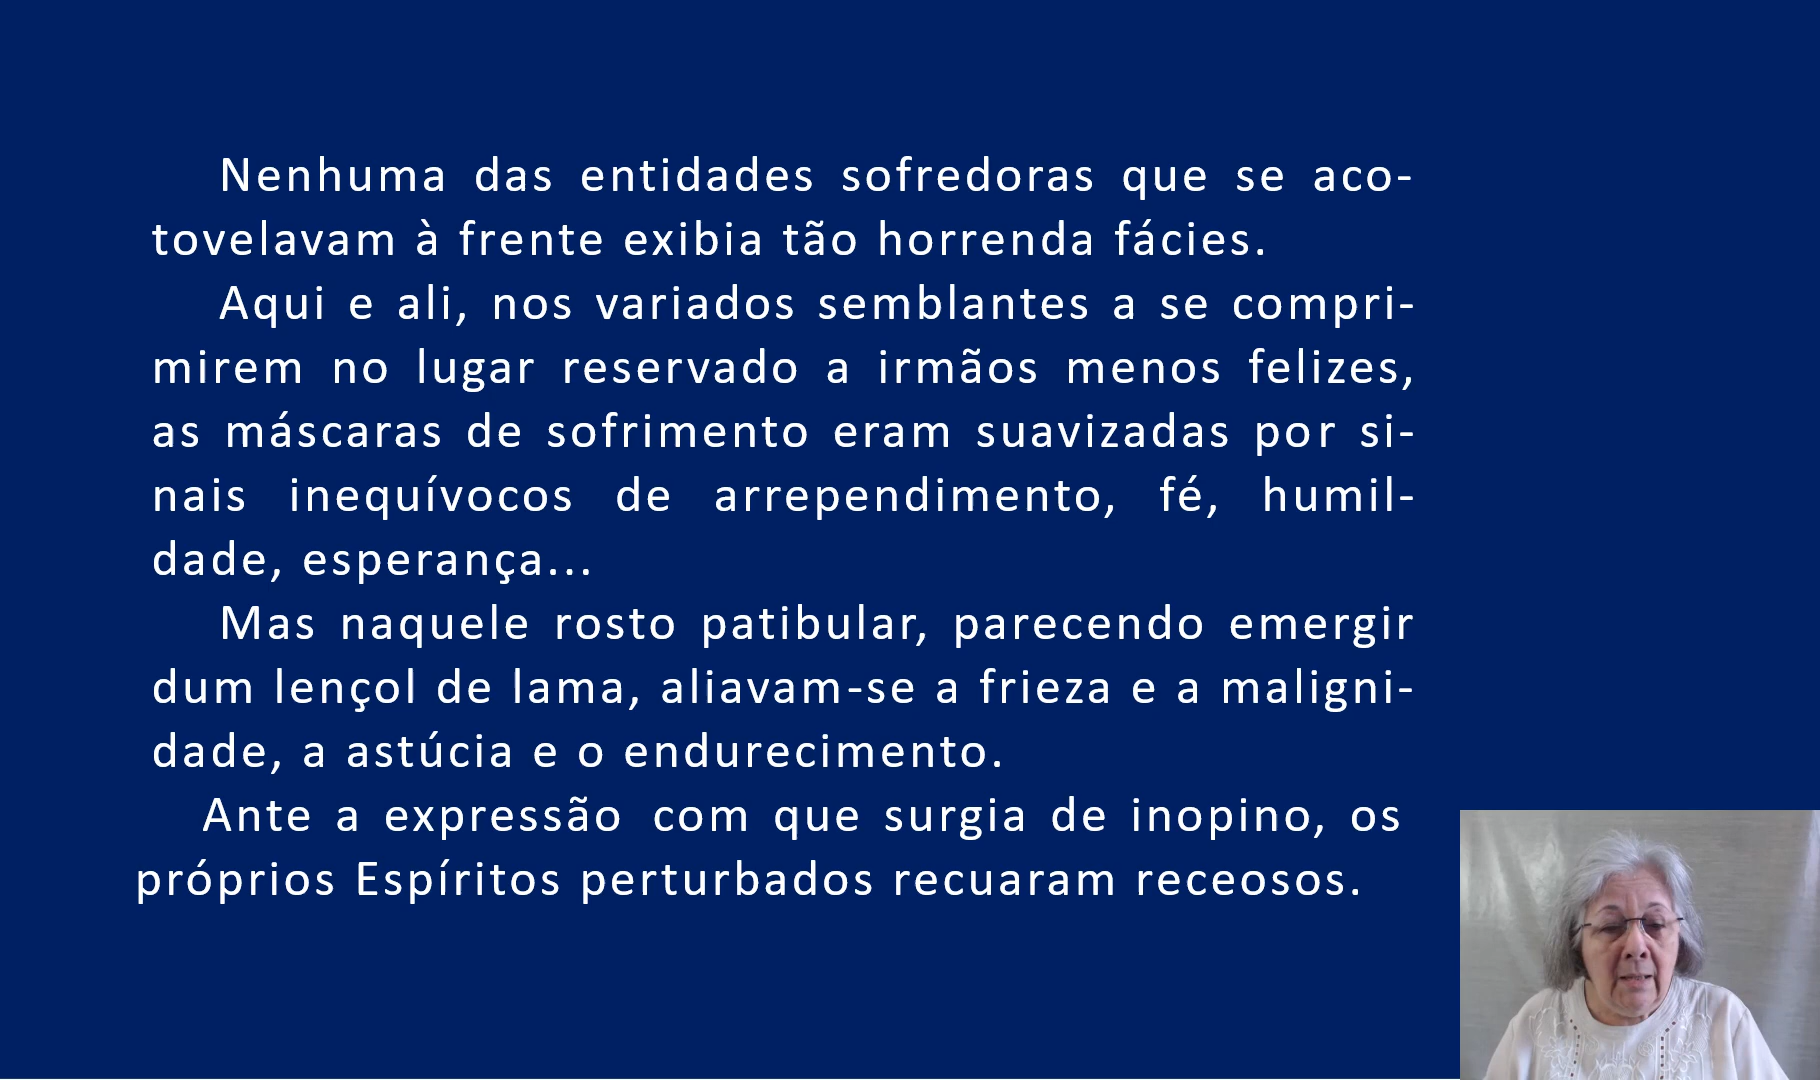 Nenhuma das entidades sofredoras que se aco-
tovelavam à frente exibia tão horrenda fácies.
Aqui e ali, nos variados semblantes a se compri-
mirem no lugar reservado a irmãos menos felizes,
as máscaras de sofrimento eram suavizadas por si-
nais inequívocos de arrependimento, fé, humil-
dade, esperança...
Mas naquele rosto patibular, parecendo emergir
dum lençol de lama, aliavam-se a frieza e a maligni-
dade, a astúcia e o endurecimento.
Ante a expressão com que surgia de inopino, os
próprios Espíritos perturbados recuaram receosos.